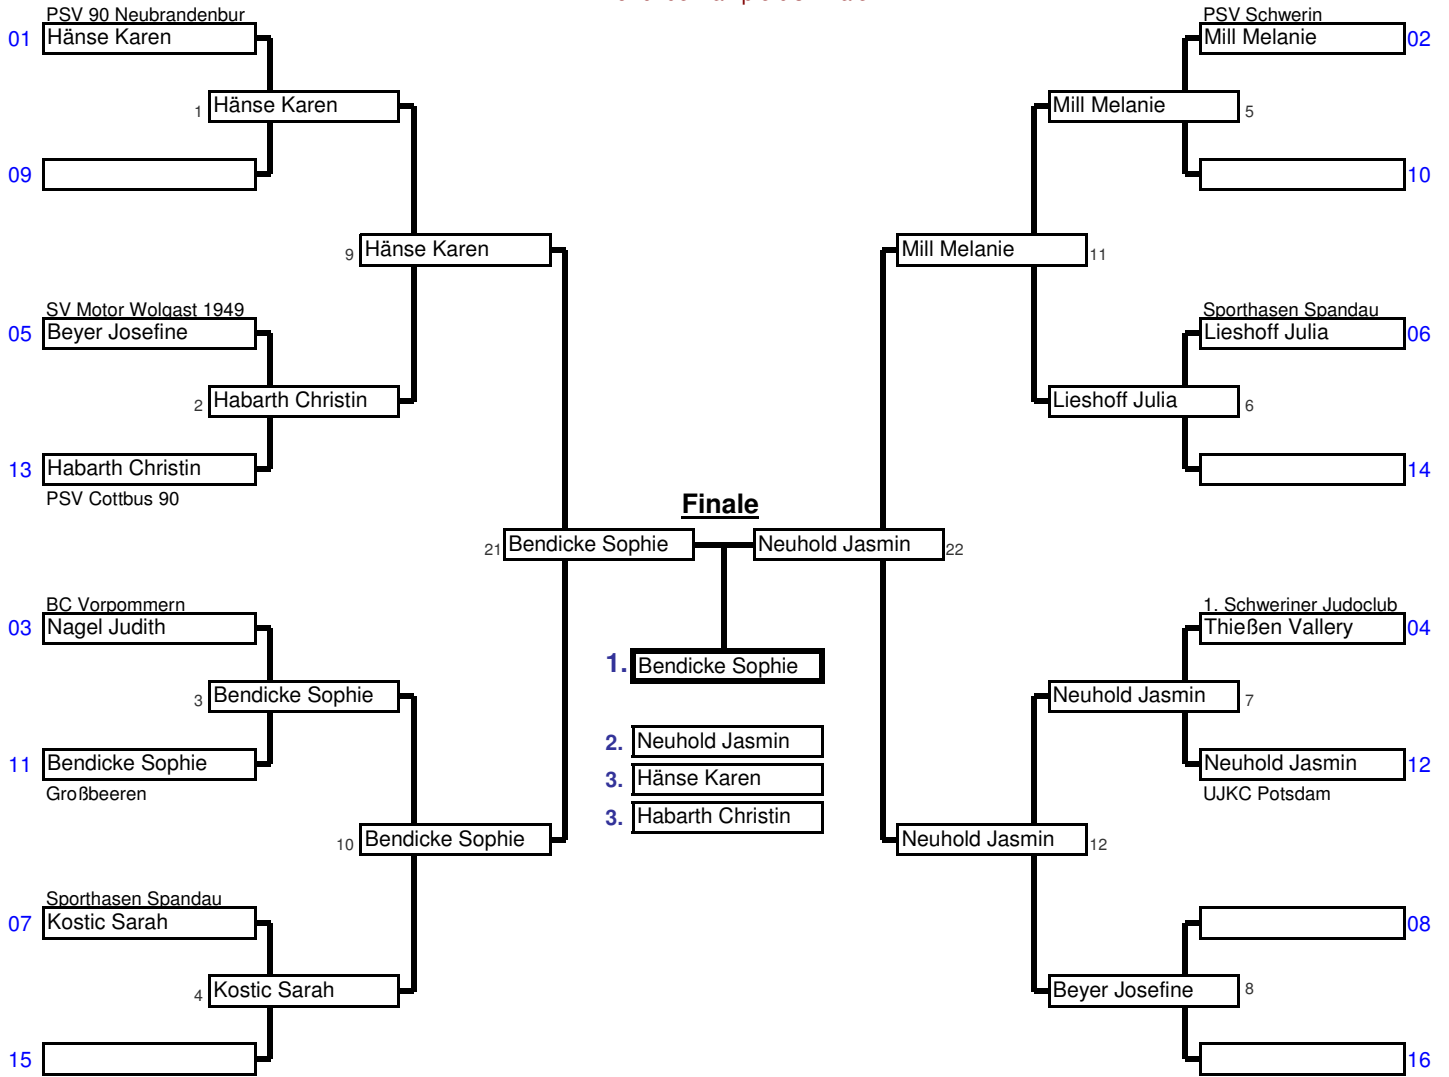 PSV 90 Neubrandenbur
01 Hänse Karen
1 Hänse Karen
09
9 Hänse Karen
SV Motor Wolgast 1949
05 Beyer Josefine
2 Habarth Christin
13 Habarth Christin
PSV Cottbus 90
21 Bendicke Sophie
BC Vorpommern
03 Nagel Judith
3 Bendicke Sophie
11 Bendicke Sophie
Großbeeren
10 Bendicke Sophie
Sporthasen Spandau
07 Kostic Sarah
4 Kostic Sarah
15
Finale
1. Bendicke Sophie
2. Neuhold Jasmin
3. Hänse Karen
3. Habarth Christin
PSV Schwerin
Mill Melanie 02
Mill Melanie 5
10
Mill Melanie 11
Sporthasen Spandau
Lieshoff Julia 06
Lieshoff Julia 6
14
Neuhold Jasmin 22
1. Schweriner Judoclub
Thießen Vallery 04
Neuhold Jasmin 7
Neuhold Jasmin 12
UJKC Potsdam
Neuhold Jasmin 12
08
Beyer Josefine 8
16